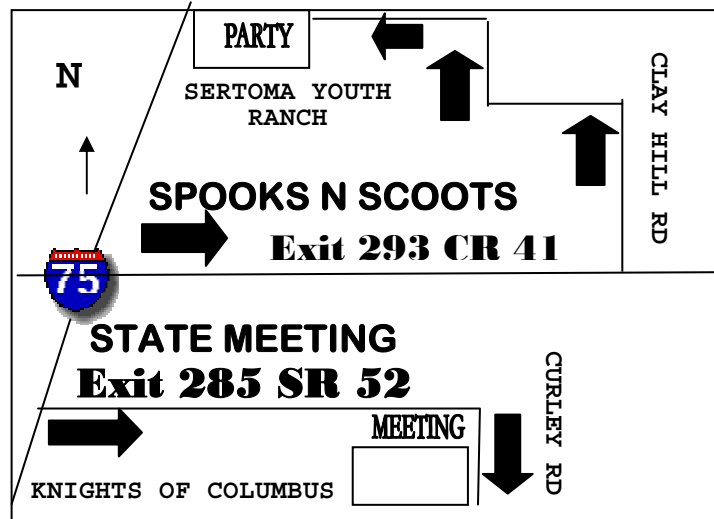 PARTY
N
SERTOMA YOUTH
RANCH
CLAY HILL RD
SPOOKS N SCOOTS
Exit 293 CR 41
75
STATE MEETING
Exit 285 SR 52
CURLEY RD
MEETING
KNIGHTS OF COLUMBUS